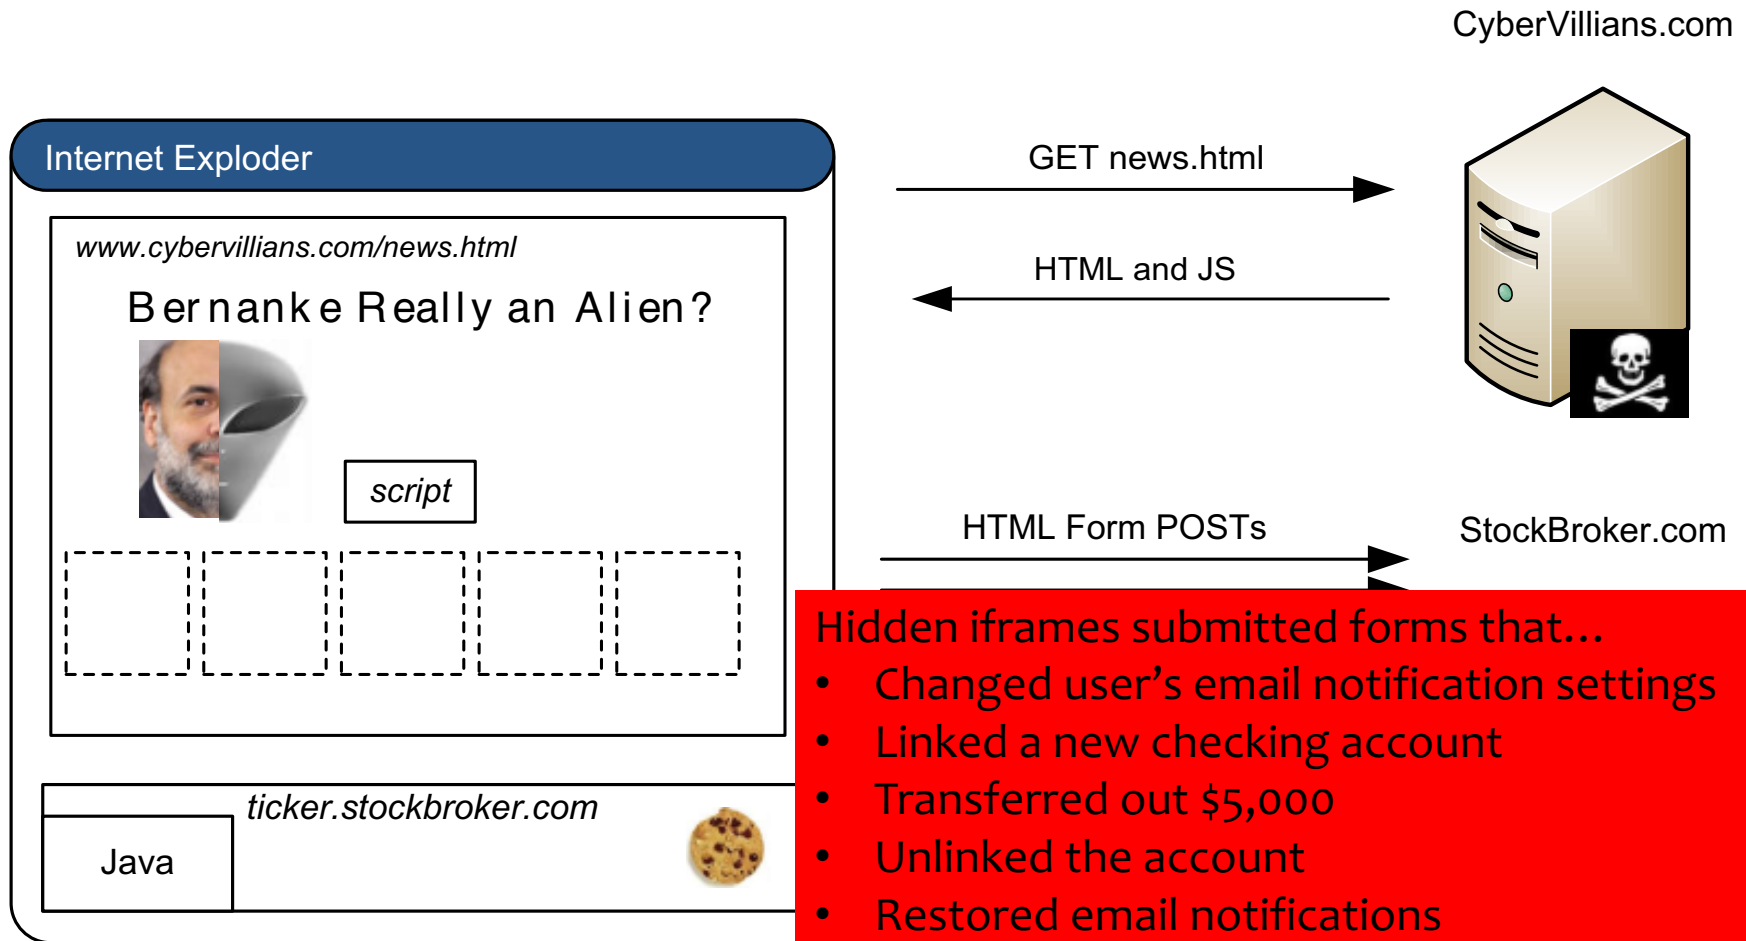 CyberVillians.com
Internet Exploder
GET news.html
www.cybervillians.com/news.html
HTML and JS
Bernanke Really an Alien?
script
HTML Form POSTs
StockBroker.com
Hidden iframes submitted forms that…
• Changed user’s email notification settings
• Linked a new checking account
• Transferred out $5,000
• Unlinked the account
• Restored email notifications
ticker.stockbroker.com
Java